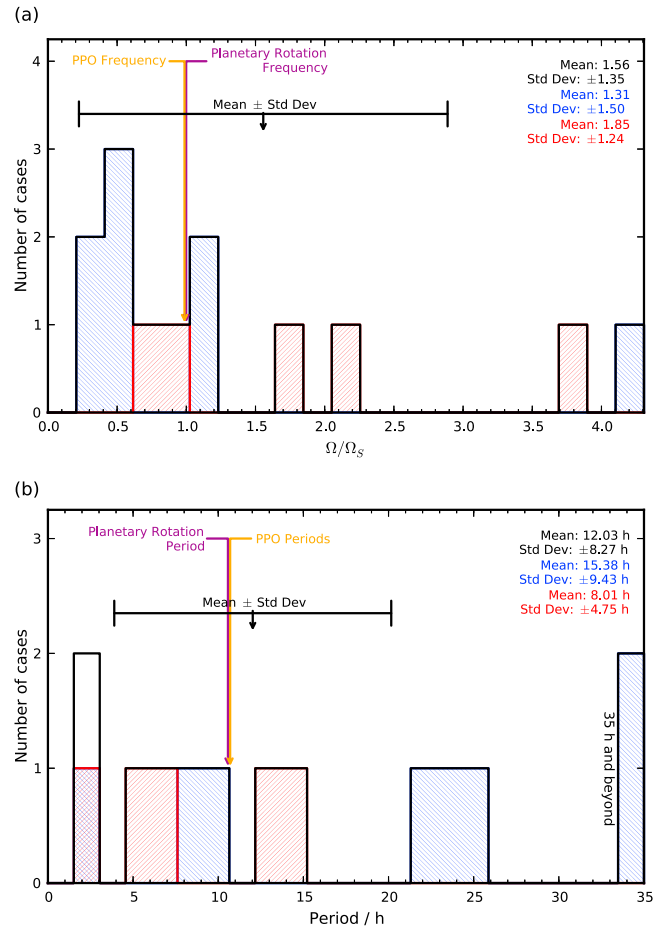 (a)
PPO Frequency
Planetary Rotation
Frequency
Mean: 1.56
Std Dev: ±1.35
Mean: 1.31
Std Dev: ±1.50
Mean: 1.85
Std Dev: ±1.24
Mean ± Std Dev
Number of cases
4
3
2
1
0
0.0 0.5 1.0 1.5 2.0 2.5 3.0 3.5 4.0
Ω/Ω_S
(b)
Planetary Rotation
Period
PPO Periods
Mean: 12.03 h
Std Dev: ±8.27 h
Mean: 15.38 h
Std Dev: ±9.43 h
Mean: 8.01 h
Std Dev: ±4.75 h
Mean ± Std Dev
35 h and beyond
Number of cases
3
2
1
0
0 5 10 15 20 25 30 35
Period / h